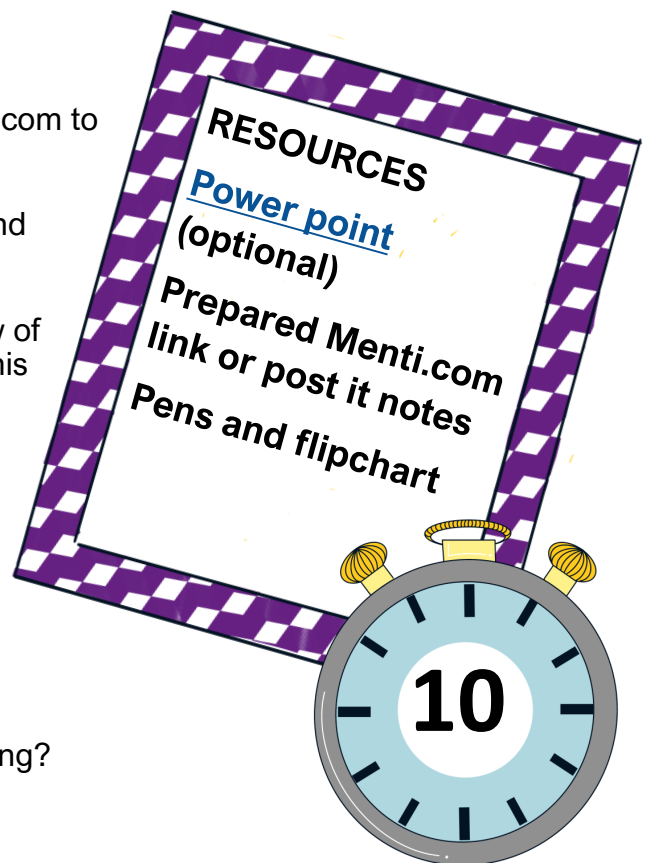 com to
nd
of
his
RESOURCES
Power point
(optional)
Prepared Menti.com
link or post it notes
Pens and flipchart
10
ng?